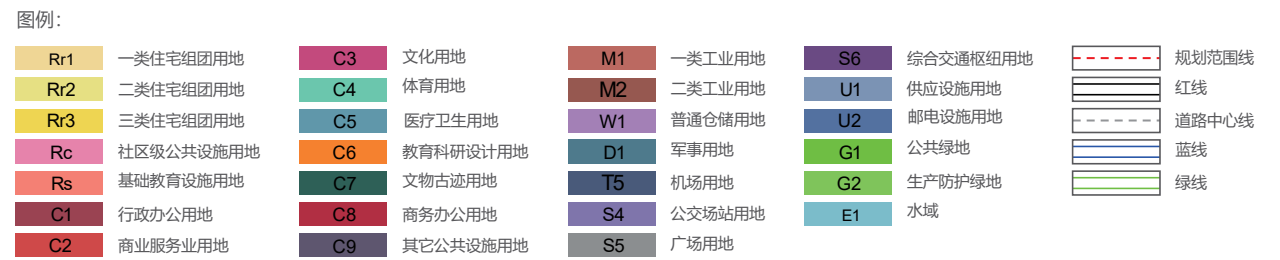 图例：
Rr1 一类住宅组团用地
Rr2 二类住宅组团用地
Rr3 三类住宅组团用地
Rc 社区级公共设施用地
Rs 基础教育设施用地
C1 行政办公用地
C2 商业服务业用地
C3 文化用地
C4 体育用地
C5 医疗卫生用地
C6 教育科研设计用地
C7 文物古迹用地
C8 商务办公用地
C9 其它公共设施用地
M1 一类工业用地
M2 二类工业用地
W1 普通仓储用地
D1 军事用地
T5 机场用地
S4 公交场站用地
S5 广场用地
S6 综合交通枢纽用地
U1 供应设施用地
U2 邮电设施用地
G1 公共绿地
G2 生产防护绿地
E1 水域
规划范围线
红线
道路中心线
蓝线
绿线